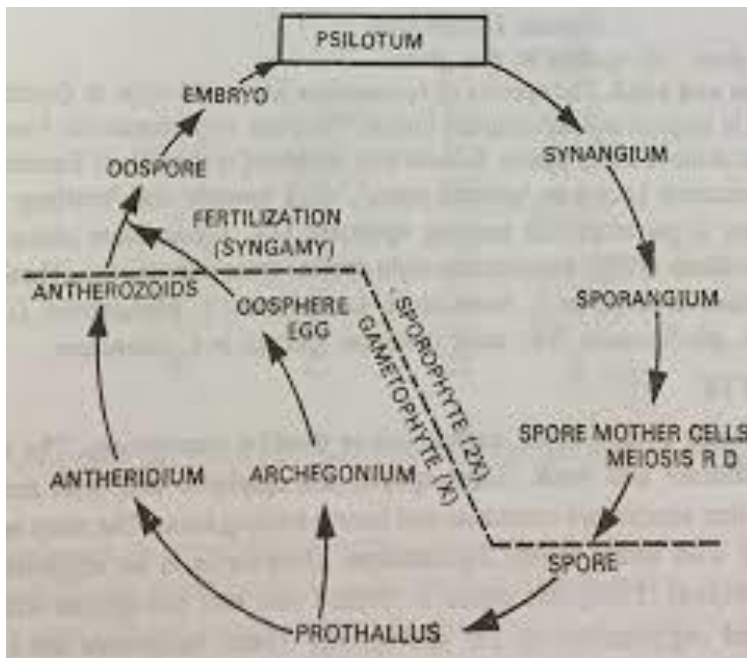 PSILOTUM
EMBRYO
SYNANGIUM
OOSPORE
FERTILIZATION
(SYNGAMY)
ANTHEROZOIDS
OOSPHERE
EGG
SPORANGIUM
SPOROPHYTE (2X)
GAMETOPHYTE (X)
SPORE MOTHER CELLS
MEIOSIS R D
ANTHERIDIUM
ARCHEGONIUM
SPORE
PROTHALLUS